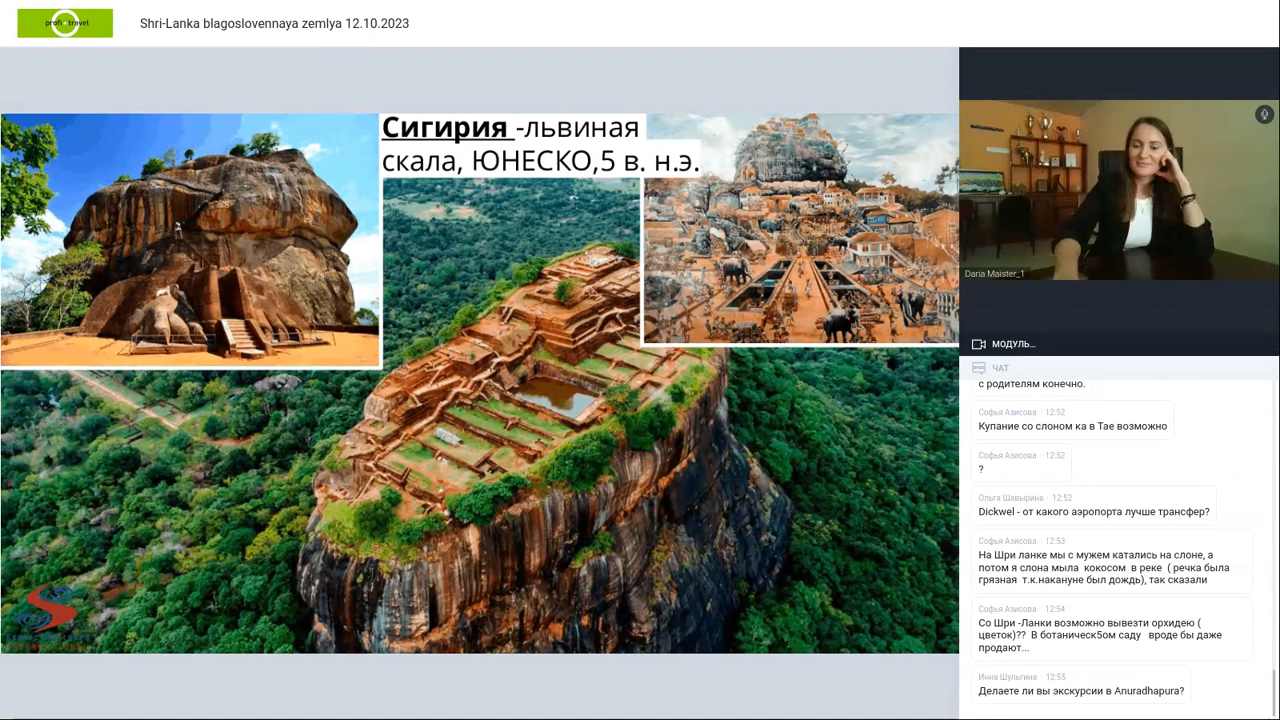 profi travel
Shri-Lanka blagoslovennaya zemlya 12.10.2023
Сигирия -львиная
скала, ЮНЕСКО,5 в. н.э.
Daria Maister_1
МОДУЛЬ...
ЧАТ
с родителям конечно.
Софья Азисова 12:52
Купание со слоном ка в Тае возможно
Софья Азисова 12:52
?
Ольга Шавырина 12:52
Dickwel - от какого аэропорта лучше трансфер?
Софья Азисова 12:53
На Шри ланке мы с мужем катались на слоне, а
потом я слона мыла кокосом в реке ( речка была
грязная т.к.накануне был дождь), так сказали
Софья Азисова 12:54
Со Шри -Ланки возможно вывезти орхидею (
цветок)?? В ботаническ5ом саду вроде бы даже
продают...
Инна Шульгина 12:55
Делаете ли вы экскурсии в Anuradhapura?